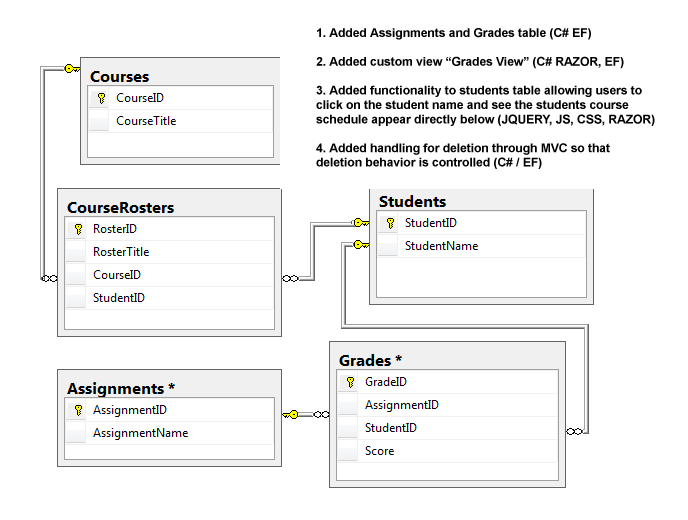 1. Added Assignments and Grades table (C# EF)
2. Added custom view “Grades View” (C# RAZOR, EF)
3. Added functionality to students table allowing users to
click on the student name and see the students course
schedule appear directly below (JQUERY, JS, CSS, RAZOR)
4. Added handling for deletion through MVC so that
deletion behavior is controlled (C# / EF)
Courses
CourseID
CourseTitle
CourseRosters
RosterID
RosterTitle
CourseID
StudentID
Students
StudentID
StudentName
Assignments *
AssignmentID
AssignmentName
Grades *
GradeID
AssignmentID
StudentID
Score